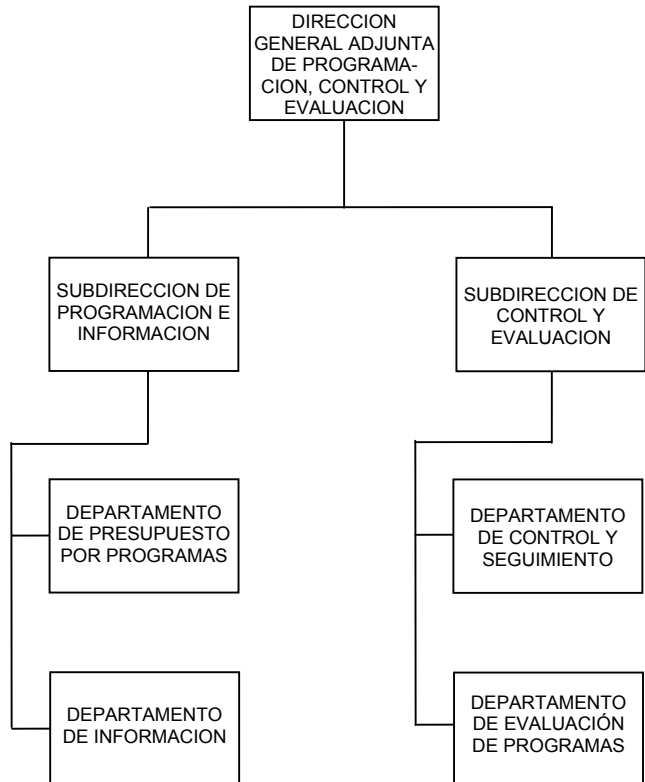 DIRECCION
GENERAL ADJUNTA
DE PROGRAMA-
CION, CONTROL Y
EVALUACION
SUBDIRECCION DE
PROGRAMACION E
INFORMACION
SUBDIRECCION DE
CONTROL Y
EVALUACION
DEPARTAMENTO
DE PRESUPUESTO
POR PROGRAMAS
DEPARTAMENTO
DE CONTROL Y
SEGUIMIENTO
DEPARTAMENTO
DE INFORMACION
DEPARTAMENTO
DE EVALUACIÓN
DE PROGRAMAS